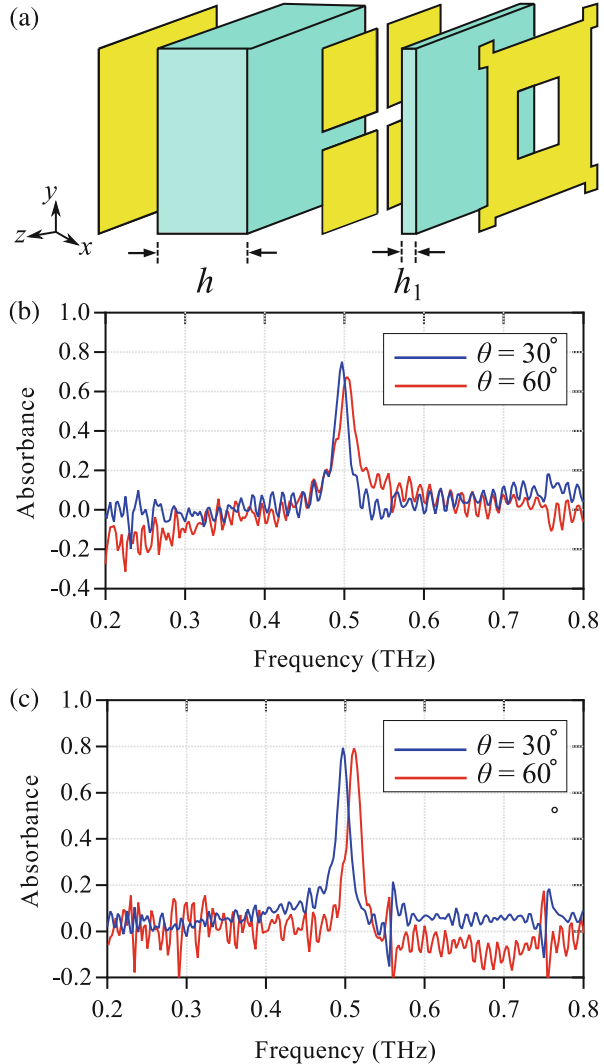 (a)
y
z
x
h
h₁
(b)
1.0
0.8
0.6
0.4
0.2
0.0
-0.2
-0.4
Absorbance
θ = 30°
θ = 60°
0.2 0.3 0.4 0.5 0.6 0.7 0.8
Frequency (THz)
(c)
1.0
0.8
0.6
0.4
0.2
0.0
-0.2
Absorbance
θ = 30°
θ = 60°
°
0.2 0.3 0.4 0.5 0.6 0.7 0.8
Frequency (THz)